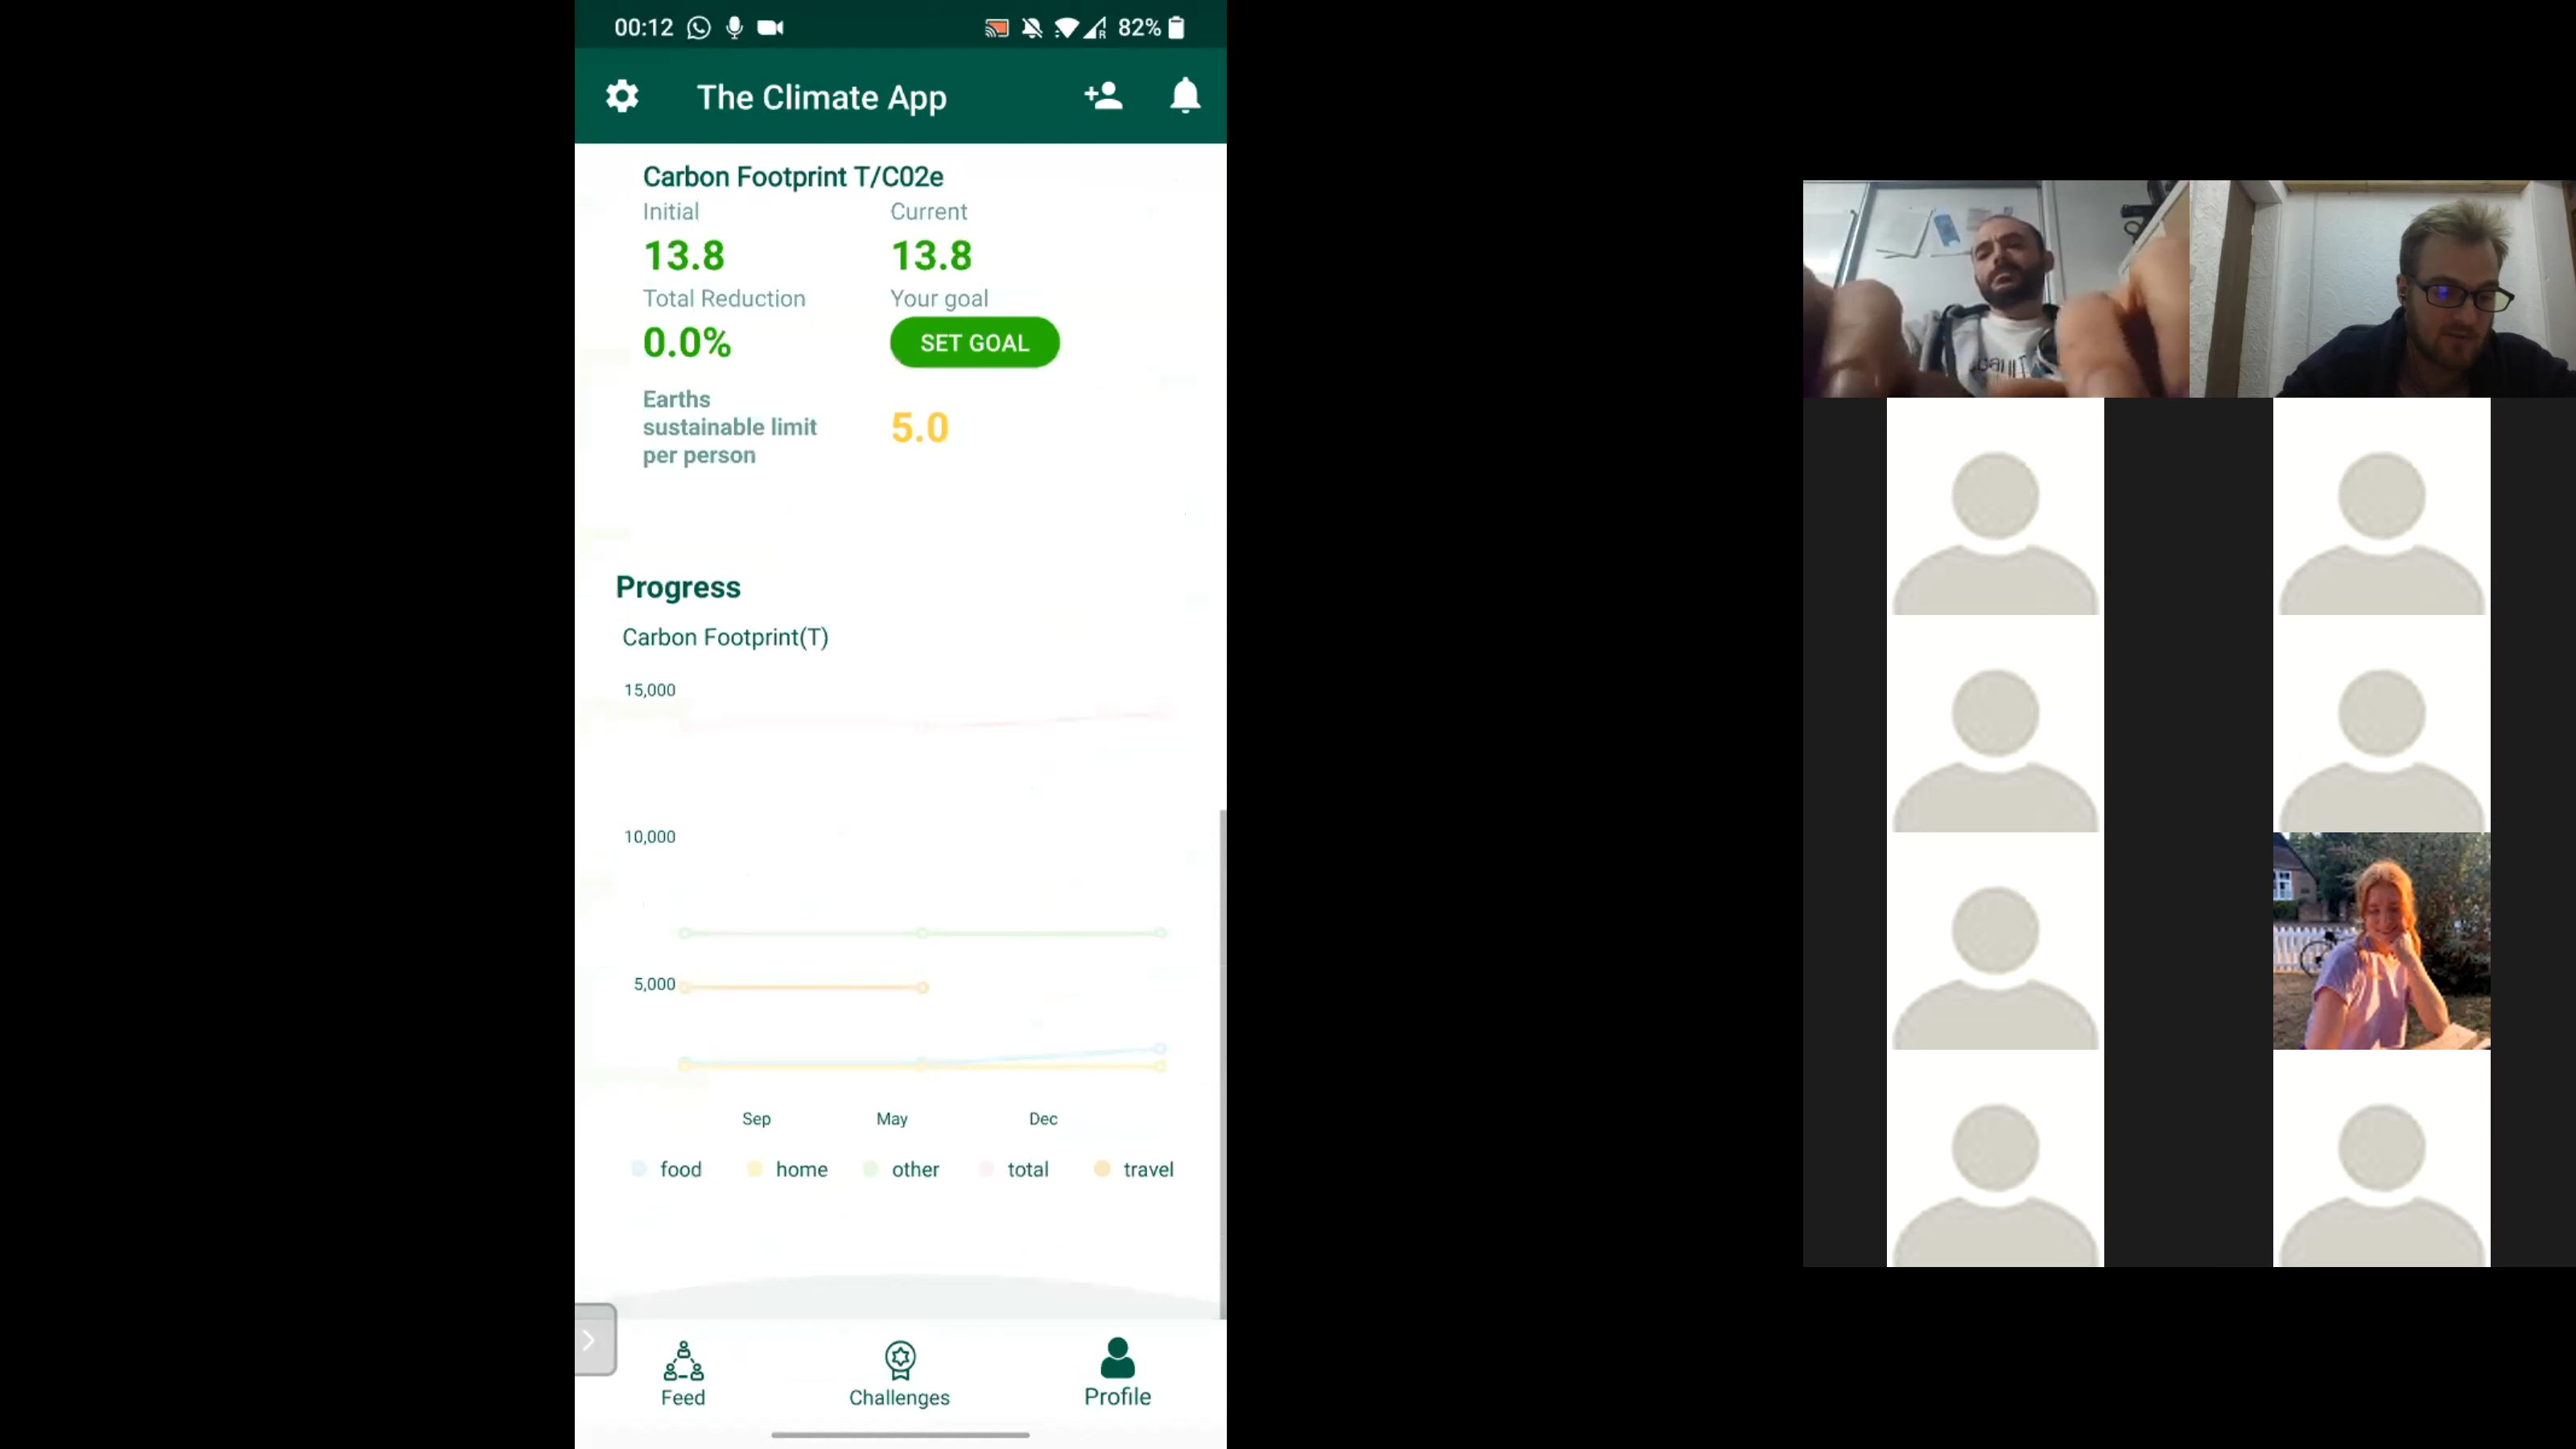 00:12
82%
The Climate App
Carbon Footprint T/C02e
Initial
Current
13.8
13.8
Total Reduction
Your goal
0.0%
SET GOAL
Earths
sustainable limit
per person
5.0
Progress
Carbon Footprint(T)
15,000
10,000
5,000
Sep
May
Dec
food
home
other
total
travel
Feed
Challenges
Profile